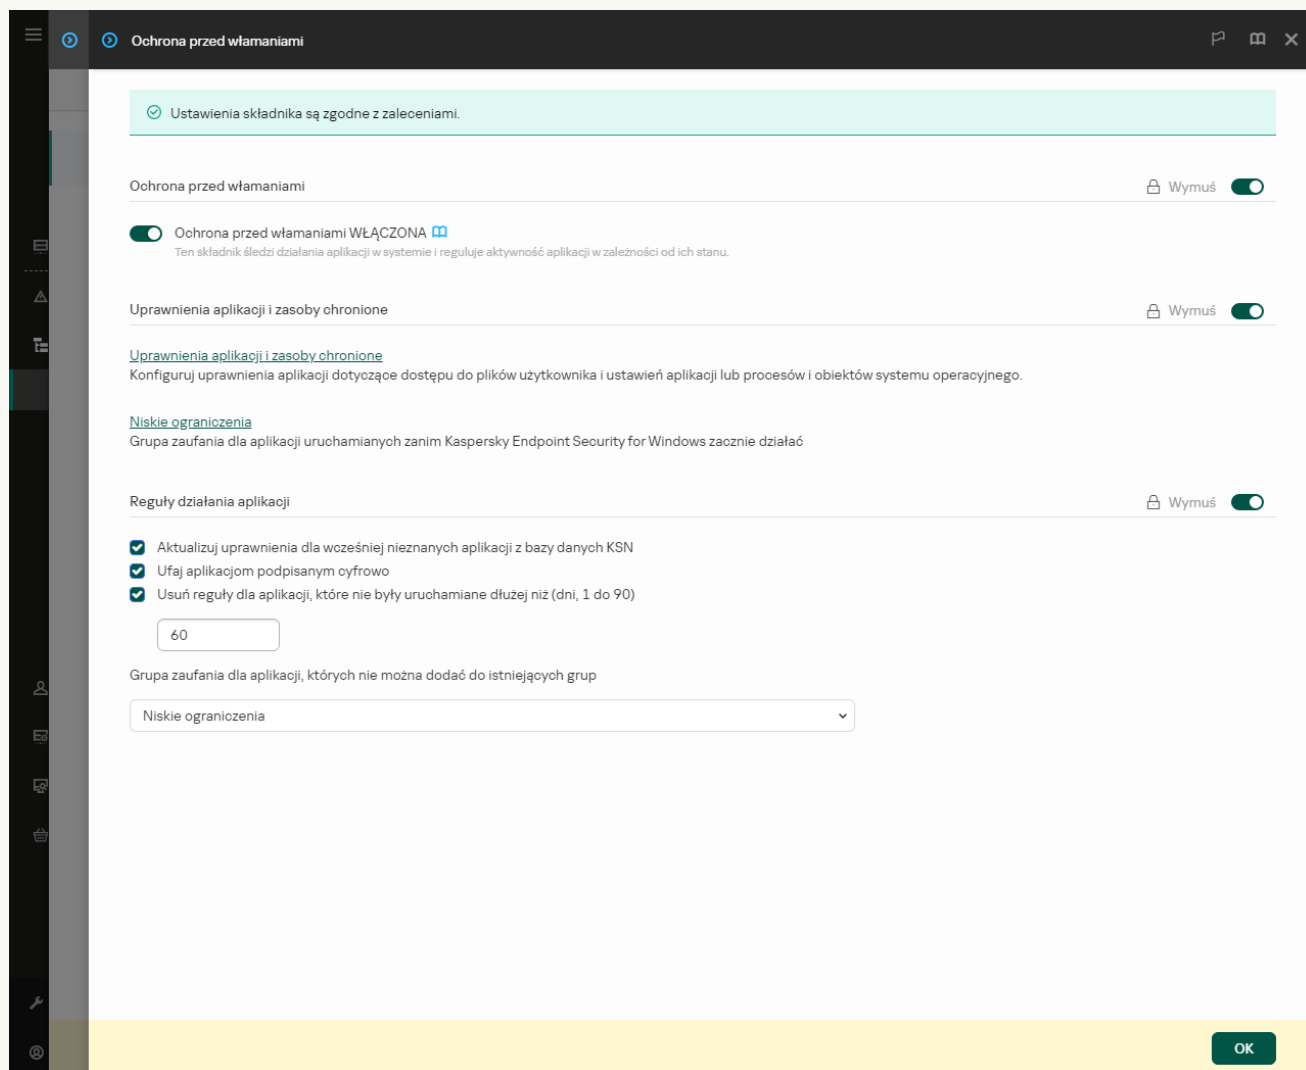 Ochrona przed włamaniami
Ustawienia składnika są zgodne z zaleceniami.
Ochrona przed włamaniami
Wymuś
Ochrona przed włamaniami WŁĄCZONA
Ten składnik śledzi działania aplikacji w systemie i reguluje aktywność aplikacji w zależności od ich stanu.
Uprawnienia aplikacji i zasoby chronione
Wymuś
Uprawnienia aplikacji i zasoby chronione
Konfiguruj uprawnienia aplikacji dotyczące dostępu do plików użytkownika i ustawień aplikacji lub procesów i obiektów systemu operacyjnego.
Niskie ograniczenia
Grupa zaufania dla aplikacji uruchamianych zanim Kaspersky Endpoint Security for Windows zacznie działać
Reguły działania aplikacji
Wymuś
Aktualizuj uprawnienia dla wcześniej nieznanych aplikacji z bazy danych KSN
Ufaj aplikacjom podpisanym cyfrowo
Usuń reguły dla aplikacji, które nie były uruchamiane dłużej niż (dni, 1 do 90)
60
Grupa zaufania dla aplikacji, których nie można dodać do istniejących grup
Niskie ograniczenia
OK